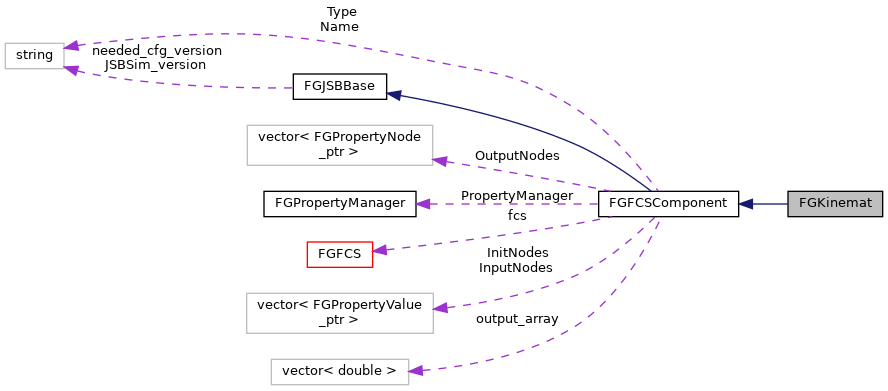 Type
Name
string
needed_cfg_version
JSBSim_version
FGJSBBase
vector< FGPropertyNode
_ptr >
OutputNodes
FGPropertyManager
PropertyManager
FGFCSComponent
FGKinemat
fcs
FGFCS
InitNodes
InputNodes
vector< FGPropertyValue
_ptr >
output_array
vector< double >